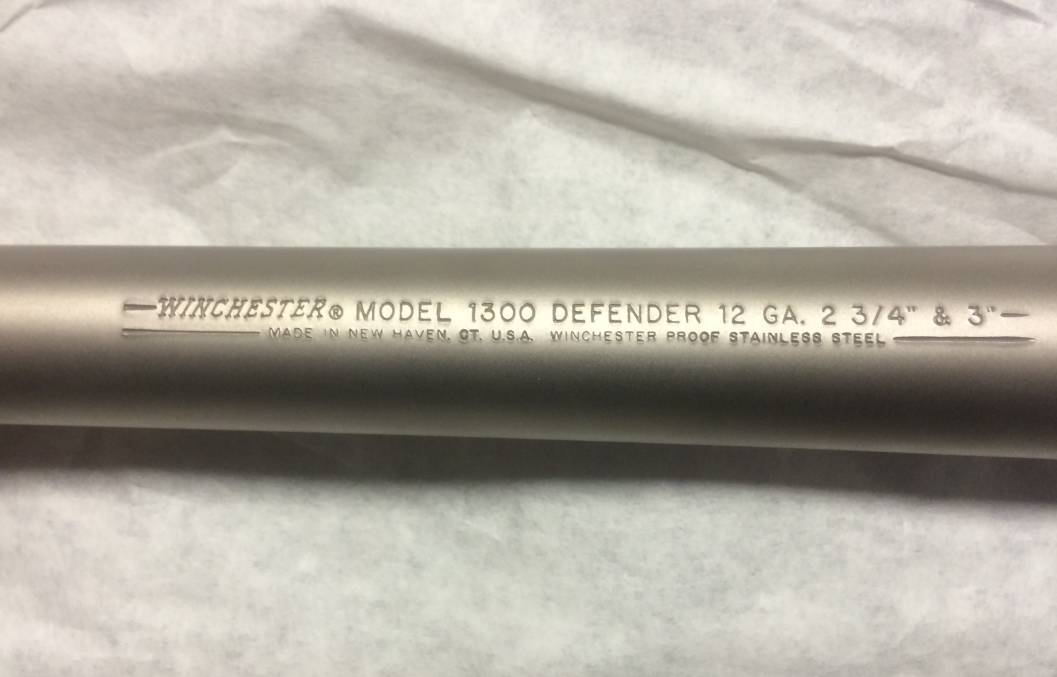 WINCHESTER® MODEL 1300 DEFENDER 12 GA. 2 3/4" & 3"
MADE IN NEW HAVEN, CT. U.S.A. WINCHESTER PROOF STAINLESS STEEL